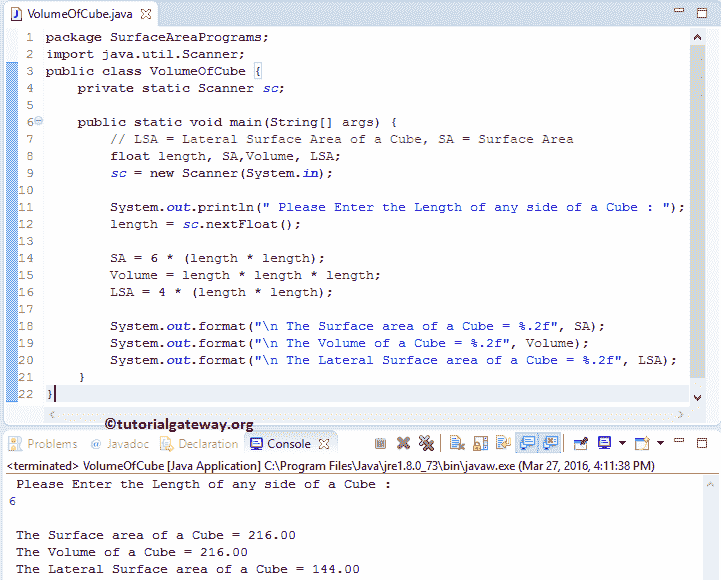 VolumeOfCube.java
1 package SurfaceAreaPrograms;
2 import java.util.Scanner;
3 public class VolumeOfCube {
4     private static Scanner sc;
5
6     public static void main(String[] args) {
7         // LSA = Lateral Surface Area of a Cube, SA = Surface Area
8         float length, SA,Volume, LSA;
9         sc = new Scanner(System.in);
10
11         System.out.println(" Please Enter the Length of any side of a Cube : ");
12         length = sc.nextFloat();
13
14         SA = 6 * (length * length);
15         Volume = length * length * length;
16         LSA = 4 * (length * length);
17
18         System.out.format("\n The Surface area of a Cube = %.2f", SA);
19         System.out.format("\n The Volume of a Cube = %.2f", Volume);
20         System.out.format("\n The Lateral Surface area of a Cube = %.2f", LSA);
21     }
22 }
©tutorialgateway.org
Problems @ Javadoc Declaration Console
<terminated> VolumeOfCube [Java Application] C:\Program Files\Java\jre1.8.0_73\bin\javaw.exe (Mar 27, 2016, 4:11:38 PM)
Please Enter the Length of any side of a Cube :
6
The Surface area of a Cube = 216.00
The Volume of a Cube = 216.00
The Lateral Surface area of a Cube = 144.00